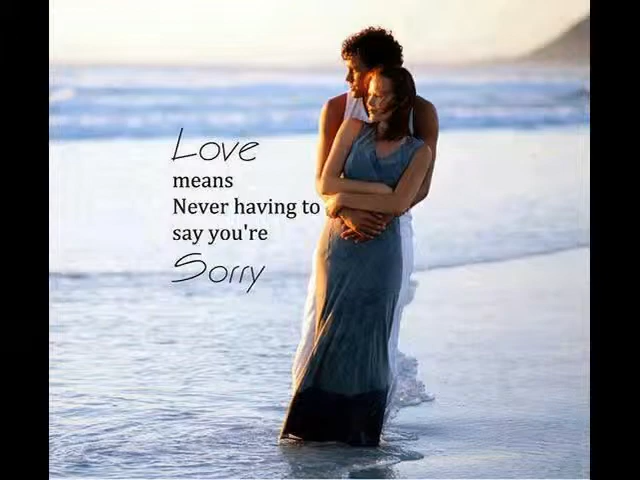 Love
means
Never having to
say you're
Sorry